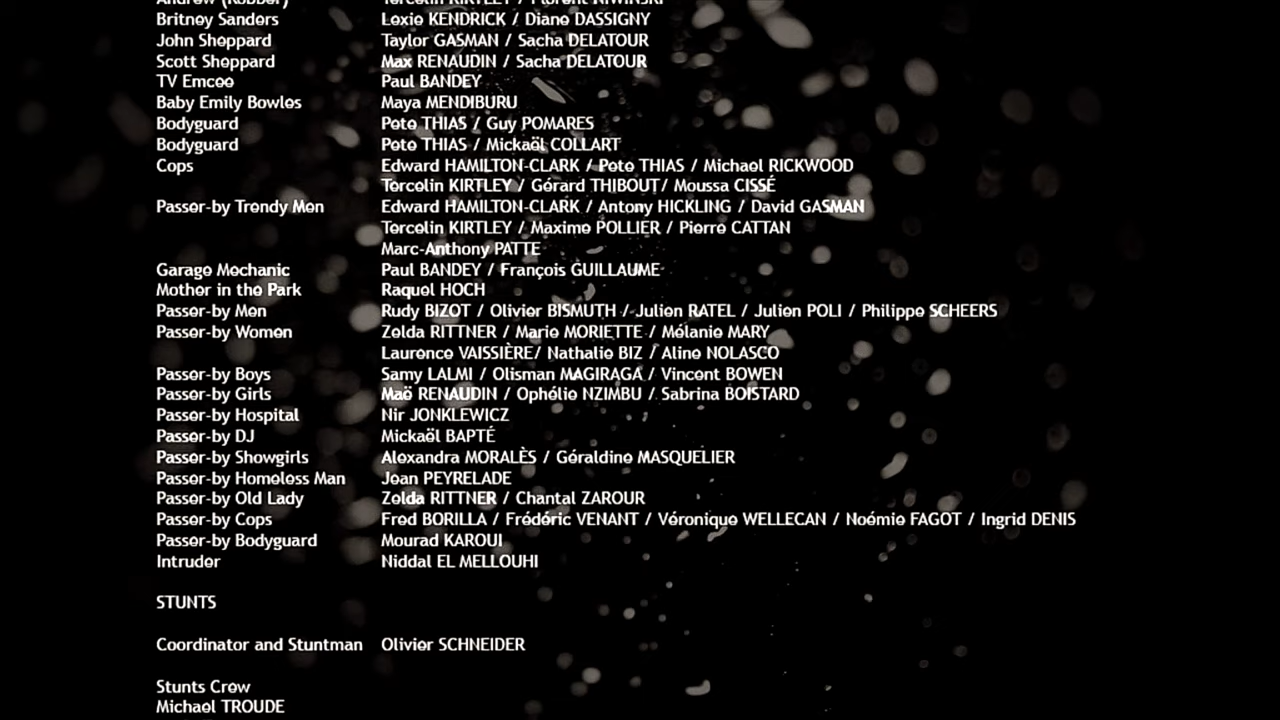 Andrew (Robber) Tercelin KIRTLEY / Florent NIWINSKI
Britney Sanders Lexie KENDRICK / Diane DASSIGNY
John Sheppard Taylor GASMAN / Sacha DELATOUR
Scott Sheppard Max RENAUDIN / Sacha DELATOUR
TV Emcee Paul BANDEY
Baby Emily Bowles Maya MENDIBURU
Bodyguard Pete THIAS / Guy POMARES
Bodyguard Pete THIAS / Mickaël COLLART
Cops Edward HAMILTON-CLARK / Pete THIAS / Michael RICKWOOD
Tercelin KIRTLEY / Gérard THIBOUT/ Moussa CISSÉ
Passer-by Trendy Men Edward HAMILTON-CLARK / Antony HICKLING / David GASMAN
Tercelin KIRTLEY / Maxime POLLIER / Pierre CATTAN
Marc-Anthony PATTE
Garage Mechanic Paul BANDEY / François GUILLAUME
Mother in the Park Raquel HOCH
Passer-by Men Rudy BIZOT / Olivier BISMUTH / Julien RATEL / Julien POLI / Philippe SCHEERS
Passer-by Women Zelda RITTNER / Marie MORIETTE / Mélanie MARY
Laurence VAISSIÈRE/ Nathalie BIZ / Aline NOLASCO
Passer-by Boys Samy LALMI / Olisman MAGIRAGA / Vincent BOWEN
Passer-by Girls Maë RENAUDIN / Ophélie NZIMBU / Sabrina BOISTARD
Passer-by Hospital Nir JONKLEWICZ
Passer-by DJ Mickaël BAPTÉ
Passer-by Showgirls Alexandra MORALÈS / Géraldine MASQUELIER
Passer-by Homeless Man Jean PEYRELADE
Passer-by Old Lady Zelda RITTNER / Chantal ZAROUR
Passer-by Cops Fred BORILLA / Frédéric VENANT / Véronique WELLECAN / Noémie FAGOT / Ingrid DENIS
Passer-by Bodyguard Mourad KAROUI
Intruder Niddal EL MELLOUHI
STUNTS
Coordinator and Stuntman Olivier SCHNEIDER
Stunts Crew
Michael TROUDE